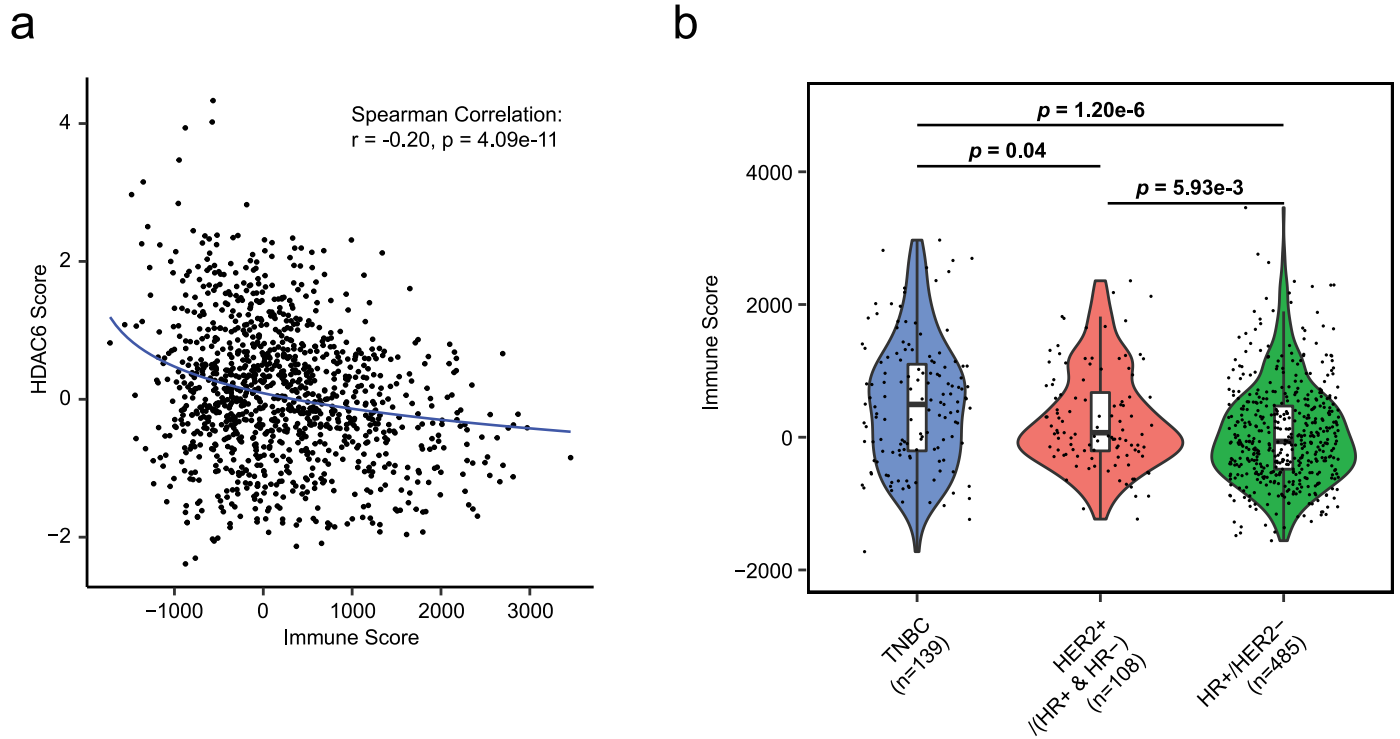 a
Spearman Correlation:
r = -0.20, p = 4.09e-11
4
2
0
−2
HDAC6 Score
−1000 0 1000 2000 3000
Immune Score
b
p = 1.20e-6
p = 0.04
p = 5.93e-3
4000
2000
0
−2000
Immune Score
TNBC
(n=139)
HER2+
/(HR+ & HR−)
(n=108)
HR+/HER2−
(n=485)